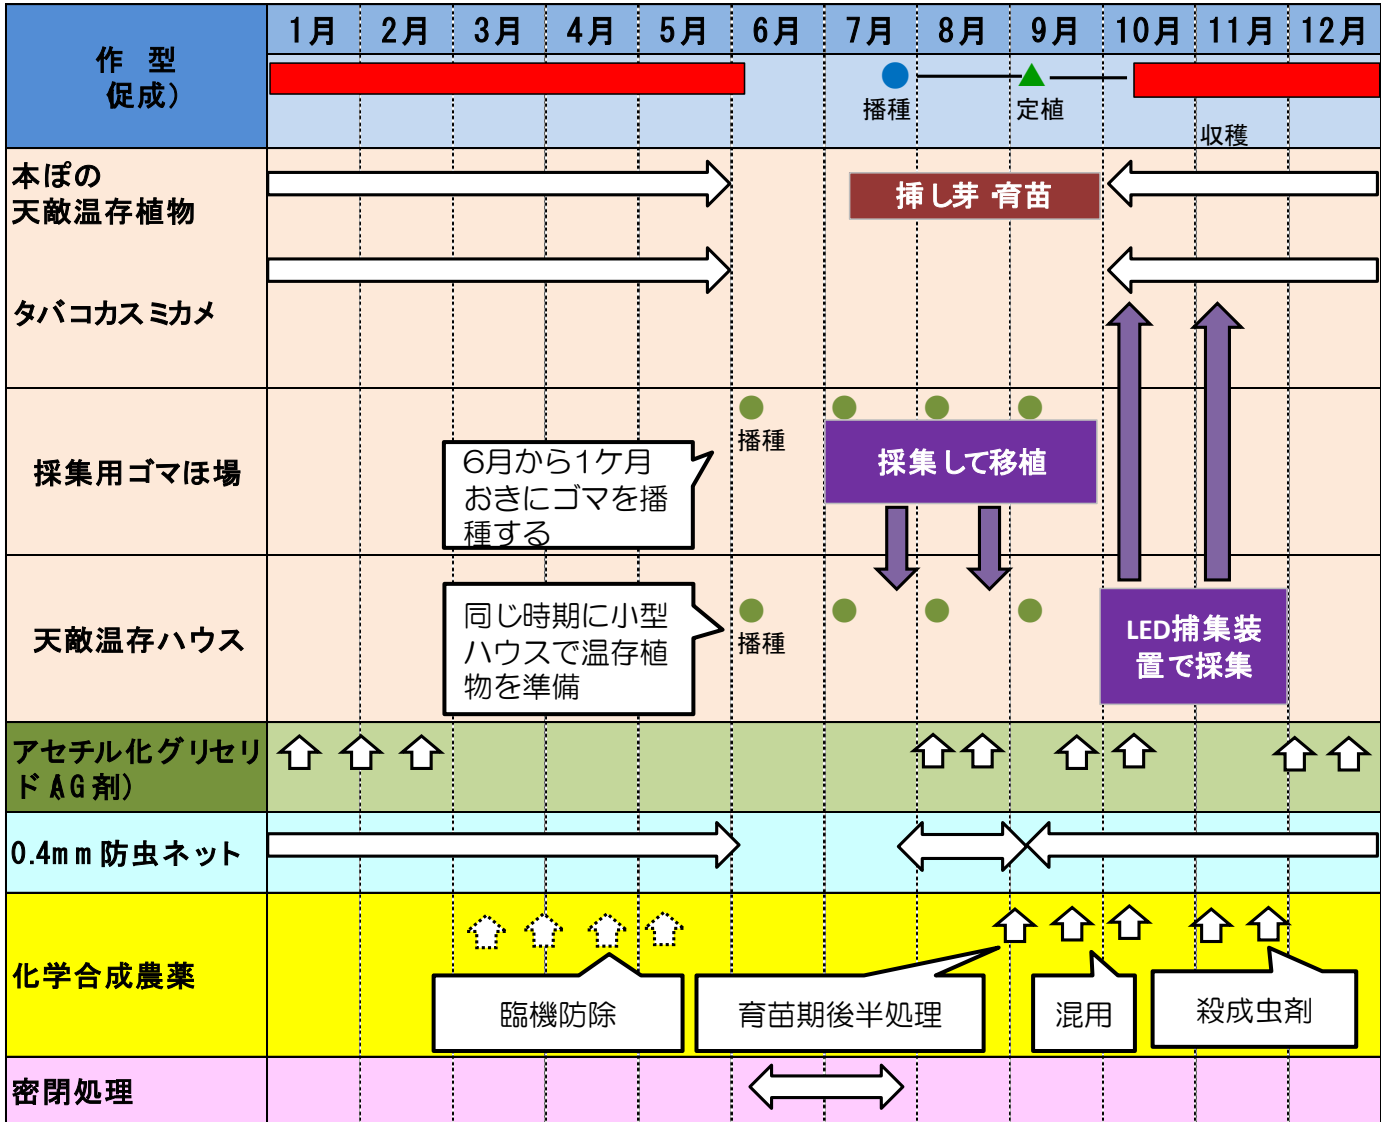 作 型
促成)
1月 2月 3月 4月 5月 6月 7月 8月 9月 10月 11月 12月
播種
定植
収穫
本ぽの
天敵温存植物
挿し芽・育苗
タバコカスミカメ
採集用ゴマほ場
6月から1ケ月
おきにゴマを播
種する
播種
採集して移植
天敵温存ハウス
同じ時期に小型
ハウスで温存植
物を準備
播種
LED捕集装
置で採集
アセチル化グリセリ
ド AG剤)
0.4mm防虫ネット
化学合成農薬
臨機防除
育苗期後半処理
混用
殺成虫剤
密閉処理